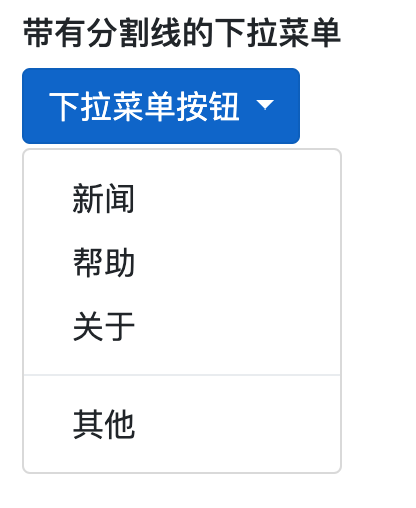 带有分割线的下拉菜单
下拉菜单按钮
新闻
帮助
关于
其他